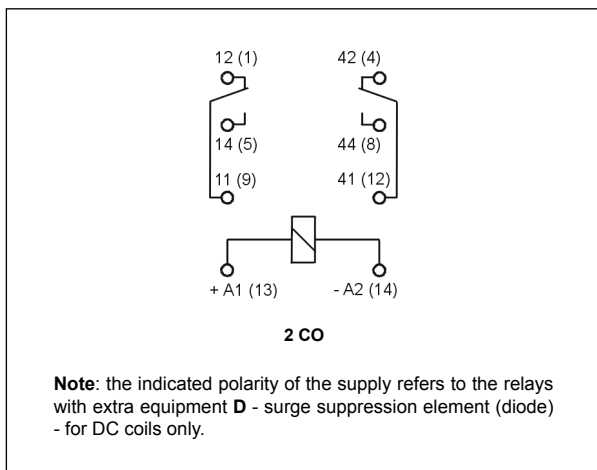 12 (1) 42 (4)
14 (5) 44 (8)
11 (9) 41 (12)
+ A1 (13) - A2 (14)
2 CO
Note: the indicated polarity of the supply refers to the relays
with extra equipment D - surge suppression element (diode)
- for DC coils only.